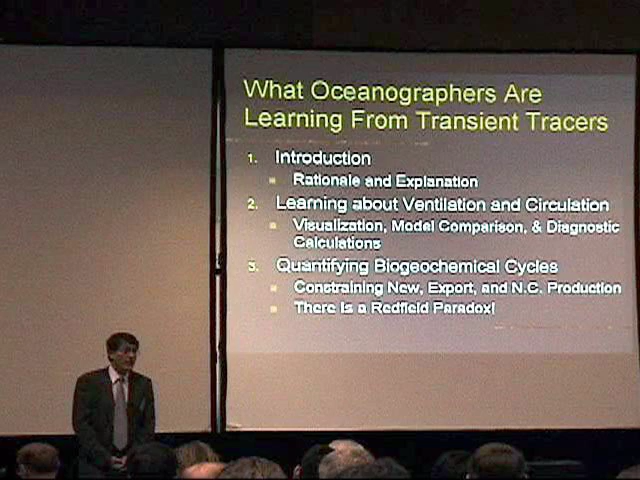 What Oceanographers Are
Learning From Transient Tracers
1. Introduction
Rationale and Explanation
2. Learning about Ventilation and Circulation
Visualization, Model Comparison, & Diagnostic
Calculations
3. Quantifying Biogeochemical Cycles
Constraining New, Export, and N.C. Production
There is a Redfield Paradox!